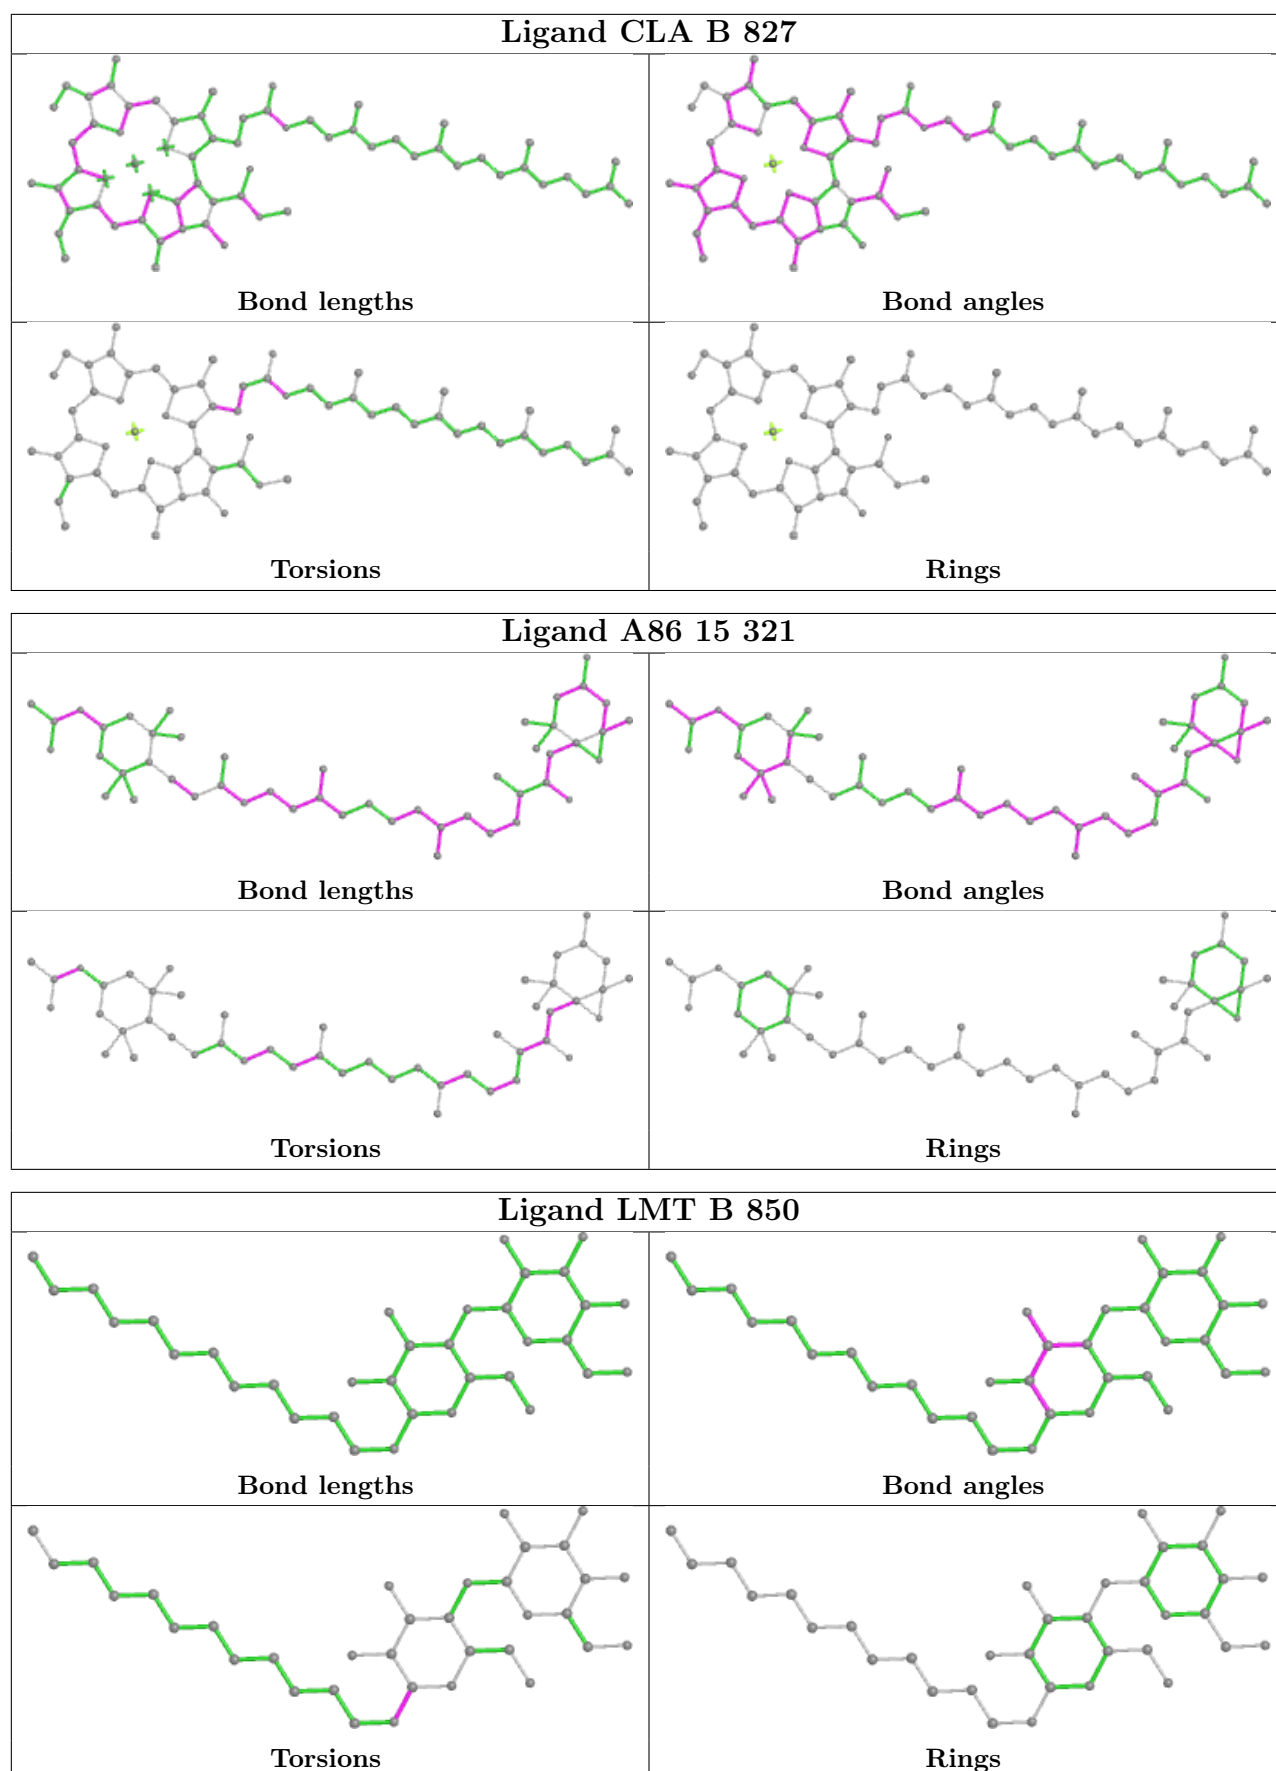 Ligand CLA B 827
Bond lengths
Bond angles
Torsions
Rings
Ligand A86 15 321
Bond lengths
Bond angles
Torsions
Rings
Ligand LMT B 850
Bond lengths
Bond angles
Torsions
Rings